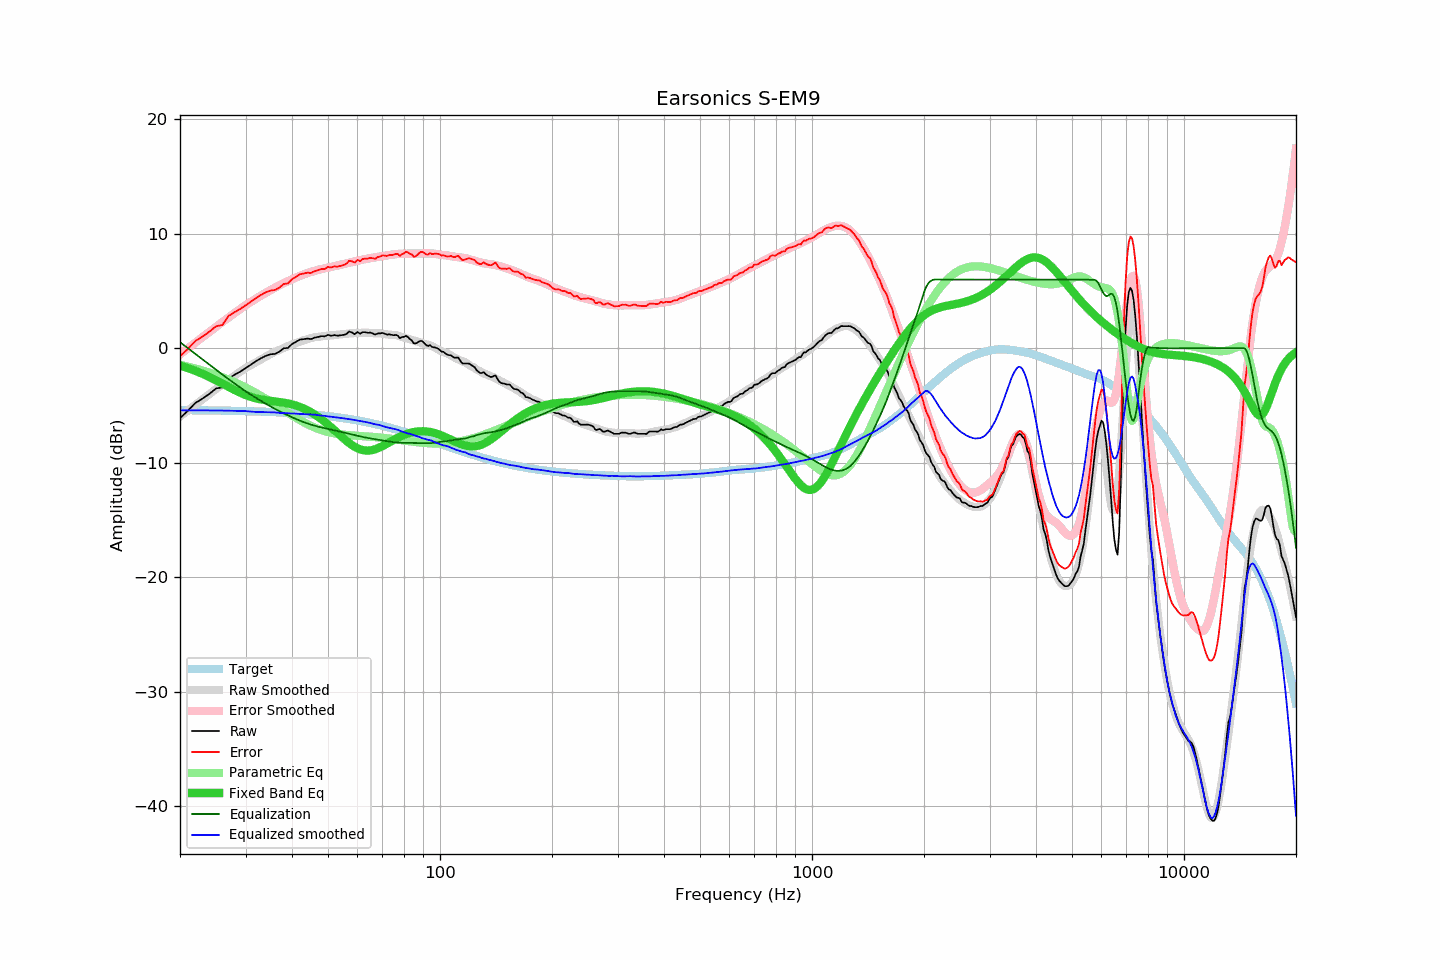 Earsonics S-EM9
20
10
0
−10
−20
−30
−40
Amplitude (dBr)
Target
Raw Smoothed
Error Smoothed
Raw
Error
Parametric Eq
Fixed Band Eq
Equalization
Equalized smoothed
100
1000
10000
Frequency (Hz)